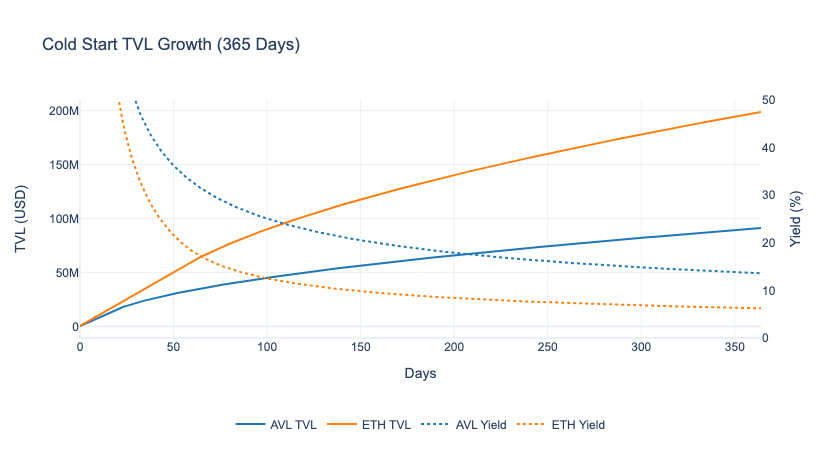 Cold Start TVL Growth (365 Days)
200M
150M
100M
50M
0
TVL (USD)
50
40
30
20
10
0
Yield (%)
0 50 100 150 200 250 300 350
Days
AVL TVL ETH TVL AVL Yield ETH Yield